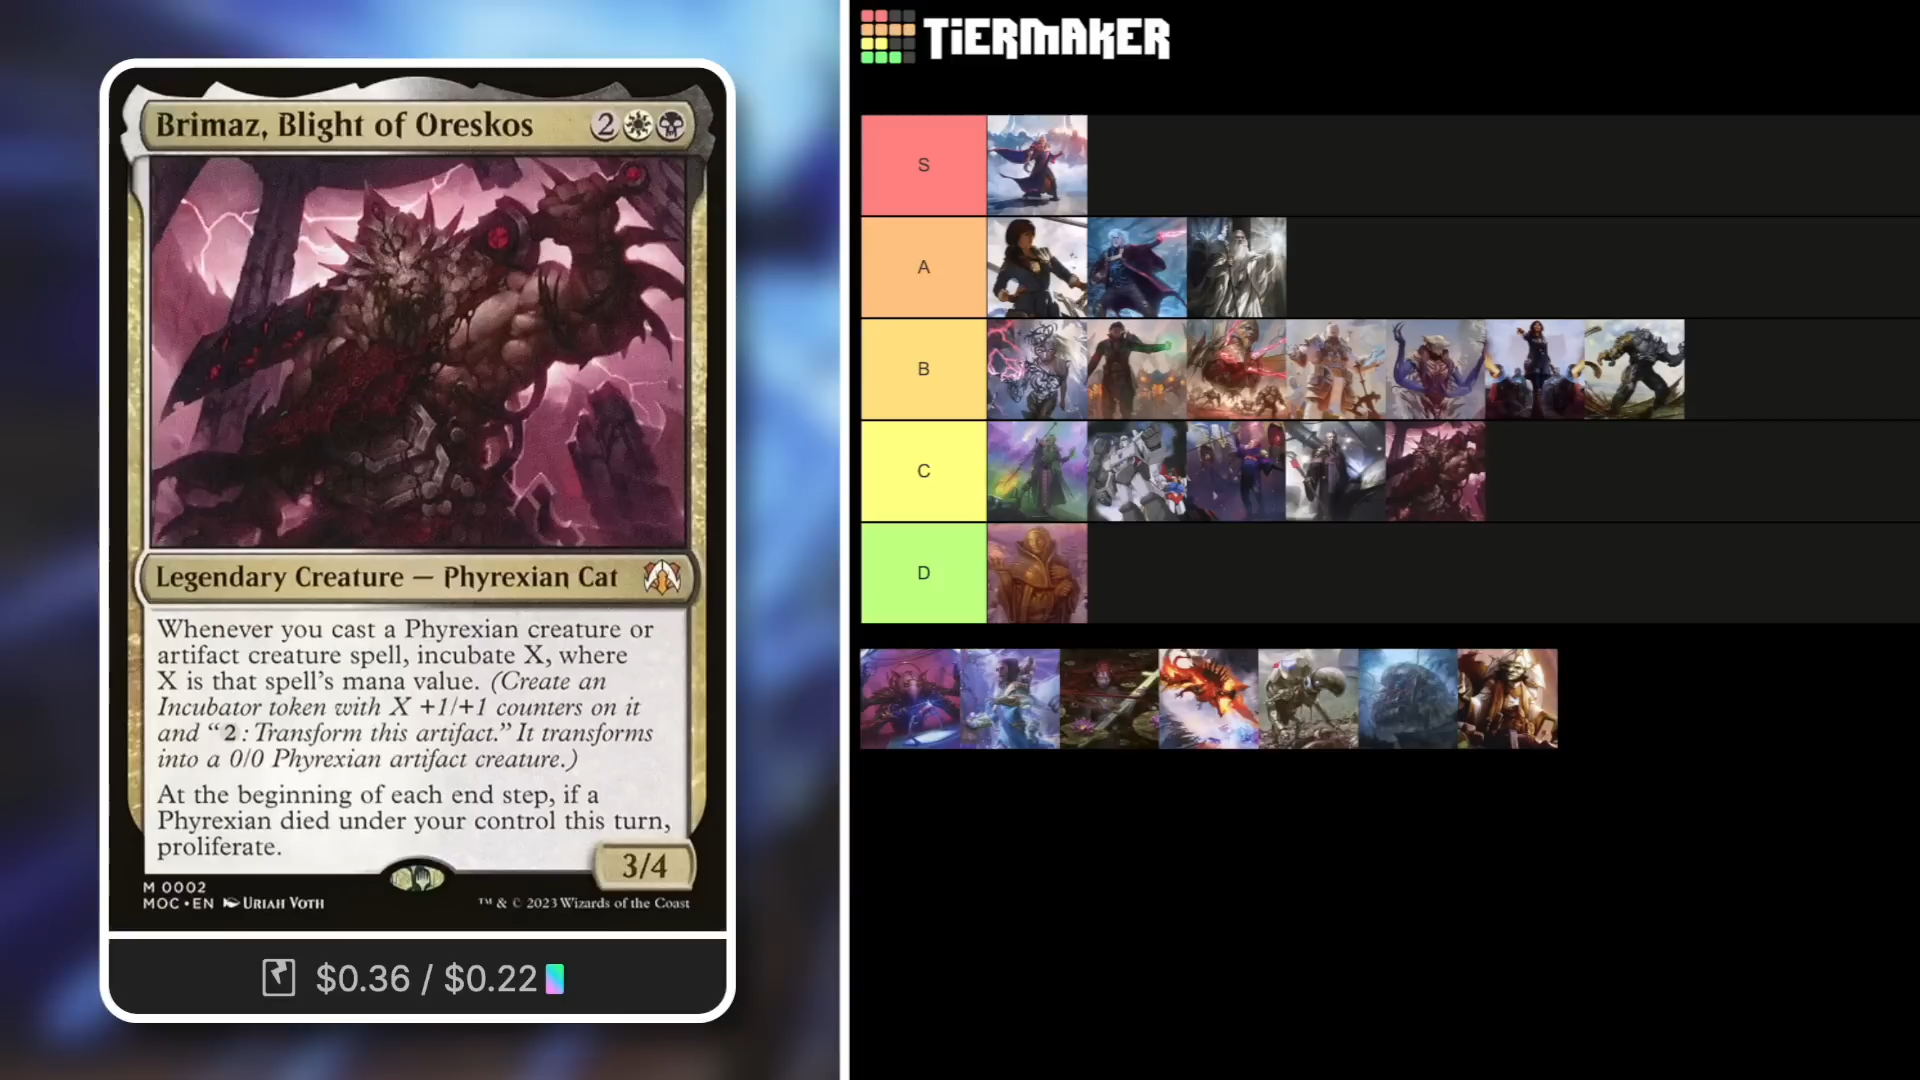 Brimaz, Blight of Oreskos 2
Legendary Creature — Phyrexian Cat
Whenever you cast a Phyrexian creature or
artifact creature spell, incubate X, where
X is that spell's mana value. (Create an
Incubator token with X +1/+1 counters on it
and "2: Transform this artifact." It transforms
into a 0/0 Phyrexian artifact creature.)
At the beginning of each end step, if a
Phyrexian died under your control this turn,
proliferate.
3/4
M 0002
MOC • EN Uriah Voth
™ & © 2023 Wizards of the Coast
$0.36 / $0.22
TiERMAKER
S
A
B
C
D